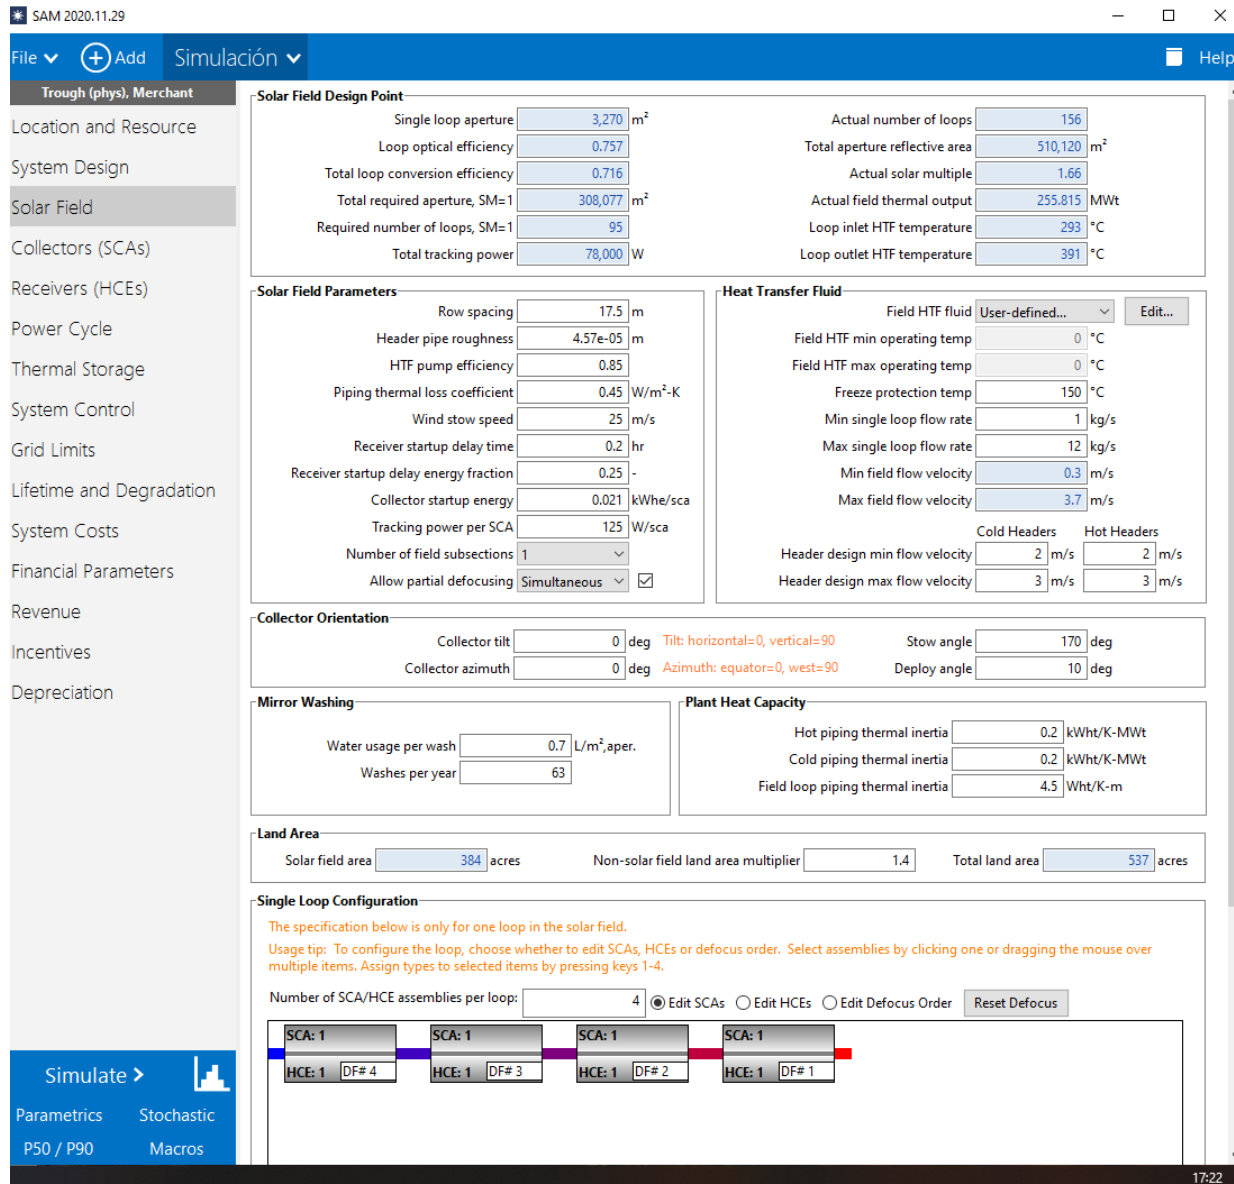 SAM 2020.11.29
File Add Simulación Help
Trough (phys), Merchant
Location and Resource
System Design
Solar Field
Collectors (SCAs)
Receivers (HCEs)
Power Cycle
Thermal Storage
System Control
Grid Limits
Lifetime and Degradation
System Costs
Financial Parameters
Revenue
Incentives
Depreciation
Simulate >
Parametrics Stochastic
P50 / P90 Macros
Solar Field Design Point
Single loop aperture 3,270 m²
Loop optical efficiency 0.757
Total loop conversion efficiency 0.716
Total required aperture, SM=1 308,077 m²
Required number of loops, SM=1 95
Total tracking power 78,000 W
Actual number of loops 156
Total aperture reflective area 510,120 m²
Actual solar multiple 1.66
Actual field thermal output 255.815 MWt
Loop inlet HTF temperature 293 °C
Loop outlet HTF temperature 391 °C
Solar Field Parameters
Row spacing 17.5 m
Header pipe roughness 4.57e-05 m
HTF pump efficiency 0.85
Piping thermal loss coefficient 0.45 W/m²-K
Wind stow speed 25 m/s
Receiver startup delay time 0.2 hr
Receiver startup delay energy fraction 0.25 -
Collector startup energy 0.021 kWhe/sca
Tracking power per SCA 125 W/sca
Number of field subsections 1
Allow partial defocusing Simultaneous
Heat Transfer Fluid
Field HTF fluid User-defined... Edit...
Field HTF min operating temp 0 °C
Field HTF max operating temp 0 °C
Freeze protection temp 150 °C
Min single loop flow rate 1 kg/s
Max single loop flow rate 12 kg/s
Min field flow velocity 0.3 m/s
Max field flow velocity 3.7 m/s
Cold Headers Hot Headers
Header design min flow velocity 2 m/s 2 m/s
Header design max flow velocity 3 m/s 3 m/s
Collector Orientation
Collector tilt 0 deg Tilt: horizontal=0, vertical=90 Stow angle 170 deg
Collector azimuth 0 deg Azimuth: equator=0, west=90 Deploy angle 10 deg
Mirror Washing
Water usage per wash 0.7 L/m²,aper.
Washes per year 63
Plant Heat Capacity
Hot piping thermal inertia 0.2 kWht/K-MWt
Cold piping thermal inertia 0.2 kWht/K-MWt
Field loop piping thermal inertia 4.5 Wht/K-m
Land Area
Solar field area 384 acres Non-solar field land area multiplier 1.4 Total land area 537 acres
Single Loop Configuration
The specification below is only for one loop in the solar field.
Usage tip: To configure the loop, choose whether to edit SCAs, HCEs or defocus order. Select assemblies by clicking one or dragging the mouse over
multiple items. Assign types to selected items by pressing keys 1-4.
Number of SCA/HCE assemblies per loop: 4 Edit SCAs Edit HCEs Edit Defocus Order Reset Defocus
SCA: 1 SCA: 1 SCA: 1 SCA: 1
HCE: 1 DF# 4 HCE: 1 DF# 3 HCE: 1 DF# 2 HCE: 1 DF# 1
17:22